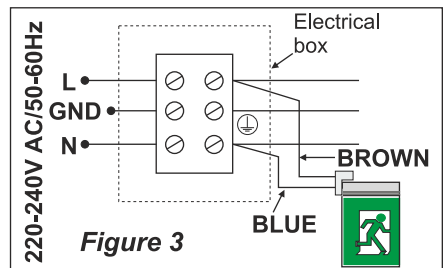 220-240V AC/50-60Hz
Electrical
box
L
GND
N
BROWN
BLUE
Figure 3